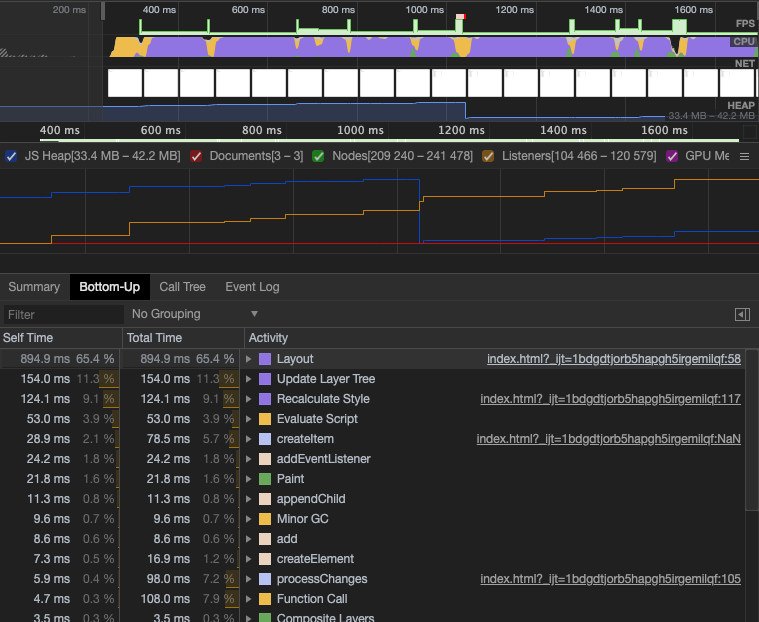 200 ms 400 ms 600 ms 800 ms 1000 ms 1200 ms 1400 ms 1600 ms
FPS
CPU
NET
HEAP
33.4 MB – 42.2 MB
400 ms 600 ms 800 ms 1000 ms 1200 ms 1400 ms 1600 ms
JS Heap[33.4 MB – 42.2 MB] Documents[3 – 3] Nodes[209 240 – 241 478] Listeners[104 466 – 120 579] GPU Me
Summary Bottom-Up Call Tree Event Log
Filter No Grouping ▼
Self Time Total Time Activity
894.9 ms 65.4 % 894.9 ms 65.4 % Layout index.html?_ijt=1bdgdtjorb5hapgh5irgemilqf:58
154.0 ms 11.3 % 154.0 ms 11.3 % Update Layer Tree
124.1 ms 9.1 % 124.1 ms 9.1 % Recalculate Style index.html?_ijt=1bdgdtjorb5hapgh5irgemilqf:117
53.0 ms 3.9 % 53.0 ms 3.9 % Evaluate Script
28.9 ms 2.1 % 78.5 ms 5.7 % createItem index.html?_ijt=1bdgdtjorb5hapgh5irgemilqf:NaN
24.2 ms 1.8 % 24.2 ms 1.8 % addEventListener
21.8 ms 1.6 % 21.8 ms 1.6 % Paint
11.3 ms 0.8 % 11.3 ms 0.8 % appendChild
9.6 ms 0.7 % 9.6 ms 0.7 % Minor GC
8.6 ms 0.6 % 8.6 ms 0.6 % add
7.3 ms 0.5 % 16.9 ms 1.2 % createElement
5.9 ms 0.4 % 98.0 ms 7.2 % processChanges index.html?_ijt=1bdgdtjorb5hapgh5irgemilqf:105
4.7 ms 0.3 % 108.0 ms 7.9 % Function Call
3.5 ms 0.3 % 3.5 ms 0.3 % Composite Layers